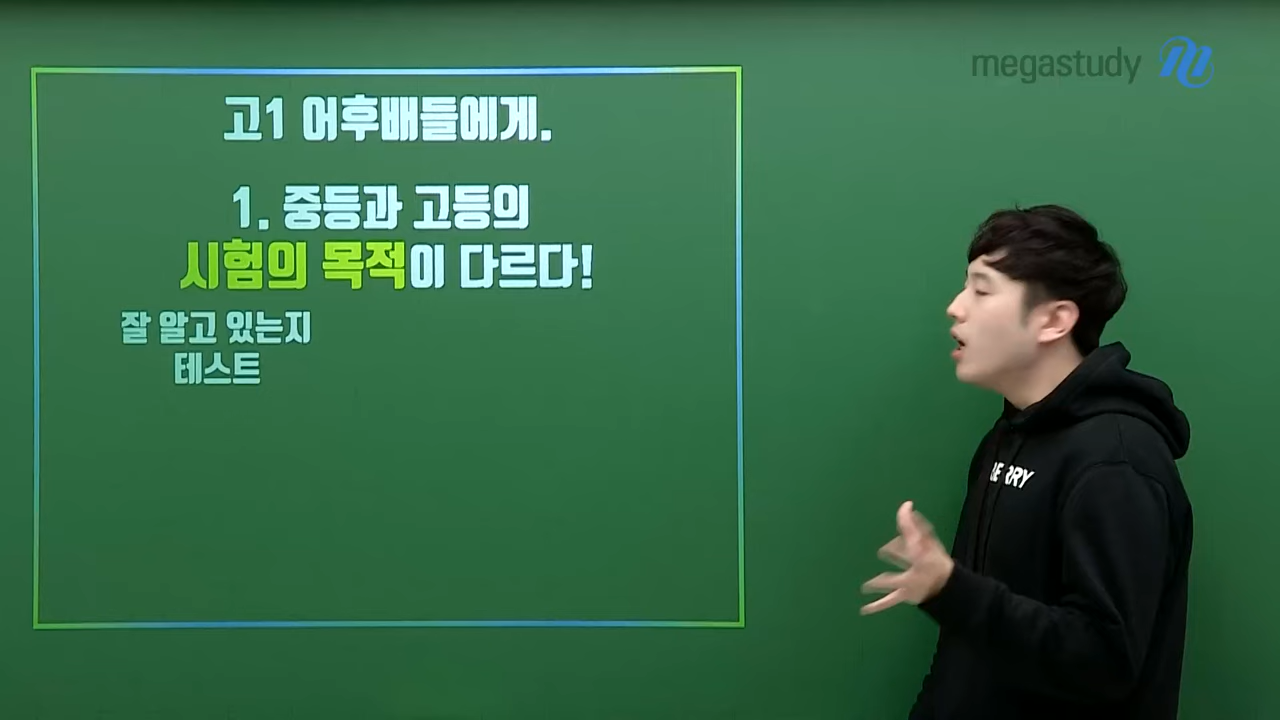 megastudy
고1 어후배들에게.
1. 중등과 고등의
시험의 목적이 다르다!
잘 알고 있는지
테스트